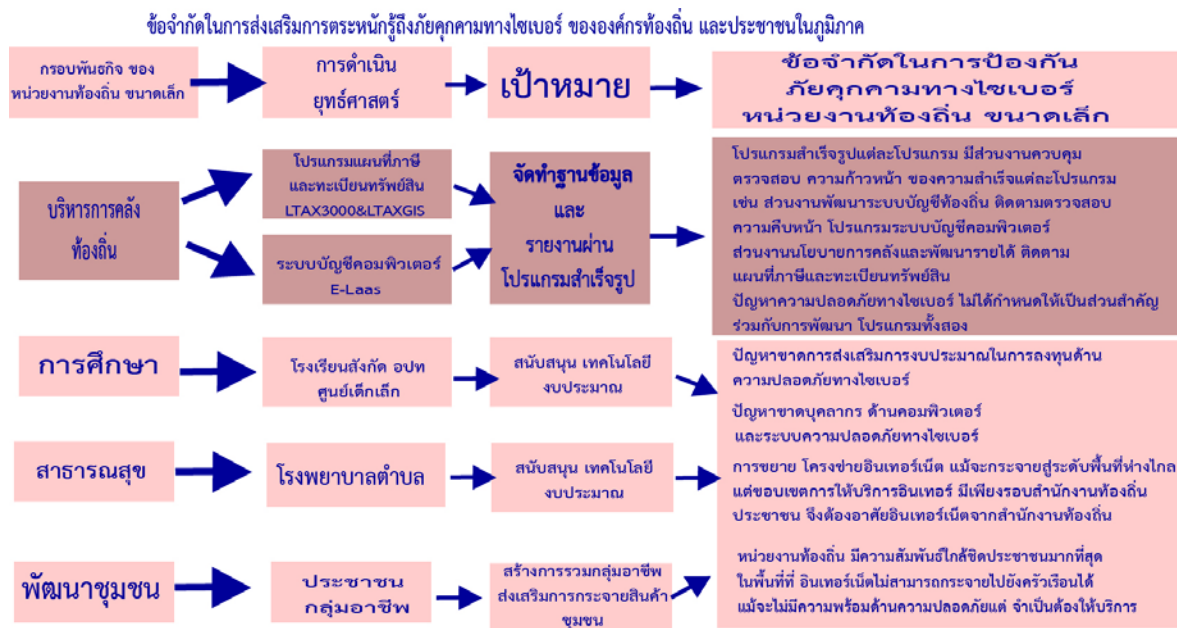 ข้อจำกัดในการส่งเสริมการตระหนักรู้ถึงภัยคุกคามทางไซเบอร์ ขององค์กรท้องถิ่น และประชาชนในภูมิภาค
กรอบพันธกิจ ของ
หน่วยงานท้องถิ่น ขนาดเล็ก
การดำเนิน
ยุทธ์ศาสตร์
เป้าหมาย
ข้อจำกัดในการป้องกัน
ภัยคุกคามทางไซเบอร์
หน่วยงานท้องถิ่น ขนาดเล็ก
บริหารการคลัง
ท้องถิ่น
โปรแกรมแผนที่ภาษี
และทะเบียนทรัพย์สิน
LTAX3000&LTAXGIS
ระบบบัญชีคอมพิวเตอร์
E-Laas
จัดทำฐานข้อมูล
และ
รายงานผ่าน
โปรแกรมสำเร็จรูป
โปรแกรมสำเร็จรูปแต่ละโปรแกรม มีส่วนงานควบคุม
ตรวจสอบ ความก้าวหน้า ของความสำเร็จแต่ละโปรแกรม
เช่น ส่วนงานพัฒนาระบบบัญชีท้องถิ่น ติดตามตรวจสอบ
ความคืบหน้า โปรแกรมระบบบัญชีคอมพิวเตอร์
ส่วนงานนโยบายการคลังและพัฒนารายได้ ติดตาม
แผนที่ภาษีและทะเบียนทรัพย์สิน
ปัญหาความปลอดภัยทางไซเบอร์ ไม่ได้กำหนดให้เป็นส่วนสำคัญ
ร่วมกับการพัฒนา โปรแกรมทั้งสอง
การศึกษา
โรงเรียนสังกัด อปท
ศูนย์เด็กเล็ก
สนับสนุน เทคโนโลยี
งบประมาณ
ปัญหาขาดการส่งเสริมการงบประมาณในการลงทุนด้าน
ความปลอดภัยทางไซเบอร์
ปัญหาขาดบุคลากร ด้านคอมพิวเตอร์
และระบบความปลอดภัยทางไซเบอร์
สาธารณสุข
โรงพยาบาลตำบล
สนับสนุน เทคโนโลยี
งบประมาณ
การขยาย โครงข่ายอินเทอร์เน็ต แม้จะกระจายสู่ระดับพื้นที่ห่างไกล
แต่ขอบเขตการให้บริการอินเทอร์ มีเพียงรอบสำนักงานท้องถิ่น
ประชาชน จึงต้องอาศัยอินเทอร์เน็ตจากสำนักงานท้องถิ่น
พัฒนาชุมชน
ประชาชน
กลุ่มอาชีพ
สร้างการรวมกลุ่มอาชีพ
ส่งเสริมการกระจายสินค้า
ชุมชน
หน่วยงานท้องถิ่น มีความสัมพันธ์ใกล้ชิดประชาชนมากที่สุด
ในพื้นที่ที่ อินเทอร์เน็ตไม่สามารถกระจายไปยังครัวเรือนได้
แม้จะไม่มีความพร้อมด้านความปลอดภัยแต่ จำเป็นต้องให้บริการ